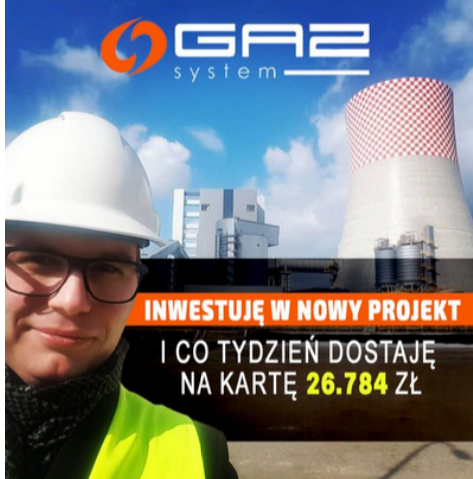 GAZ
system
INWESTUJĘ W NOWY PROJEKT
I CO TYDZIEŃ DOSTAJĘ
NA KARTĘ 26.784 ZŁ